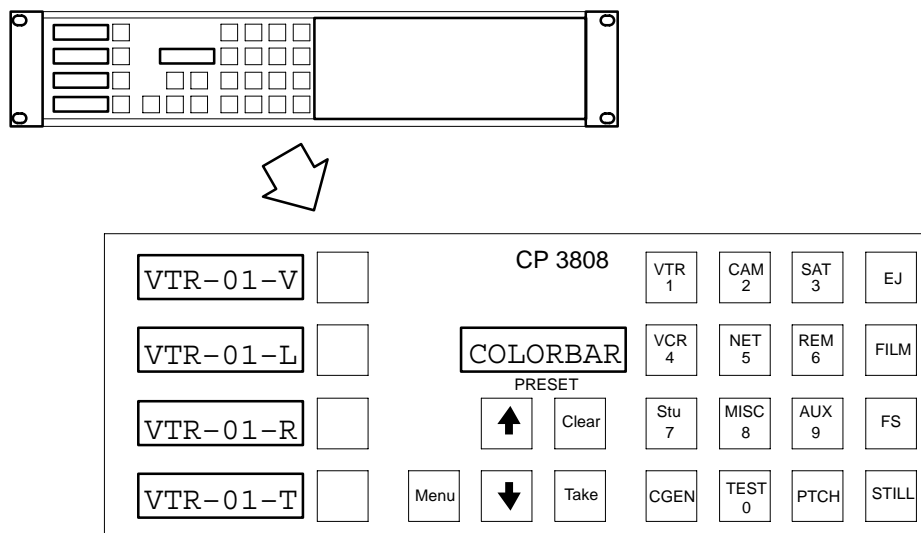 CP 3808
VTR-01-V
VTR
1
CAM
2
SAT
3
EJ
VTR-01-L
COLORBAR
PRESET
VCR
4
NET
5
REM
6
FILM
VTR-01-R
Clear
Stu
7
MISC
8
AUX
9
FS
VTR-01-T
Menu
Take
CGEN
TEST
0
PTCH
STILL